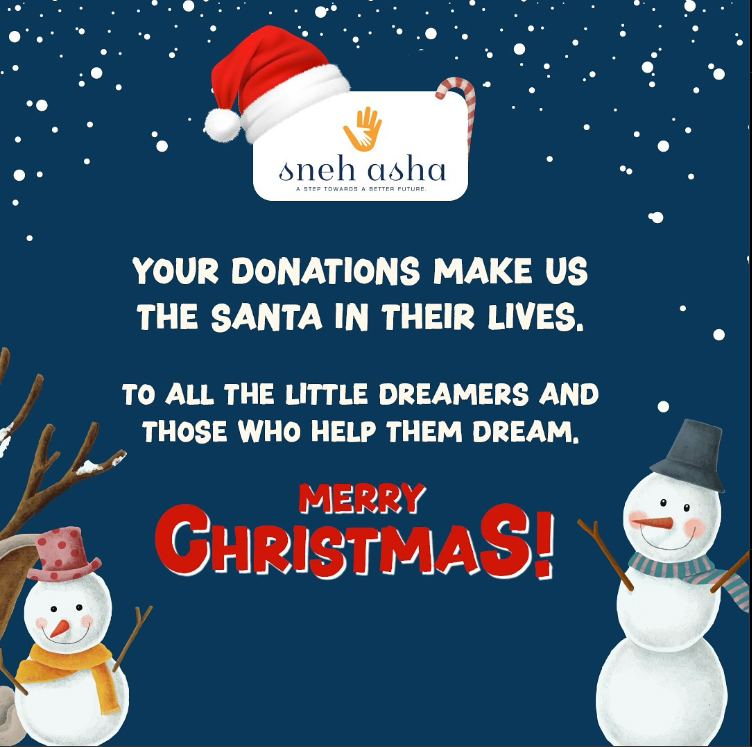 sneh asha
A STEP TOWARDS A BETTER FUTURE.
YOUR DONATIONS MAKE US
THE SANTA IN THEIR LIVES.
TO ALL THE LITTLE DREAMERS AND
THOSE WHO HELP THEM DREAM.
MERRY
CHRISTMAS!